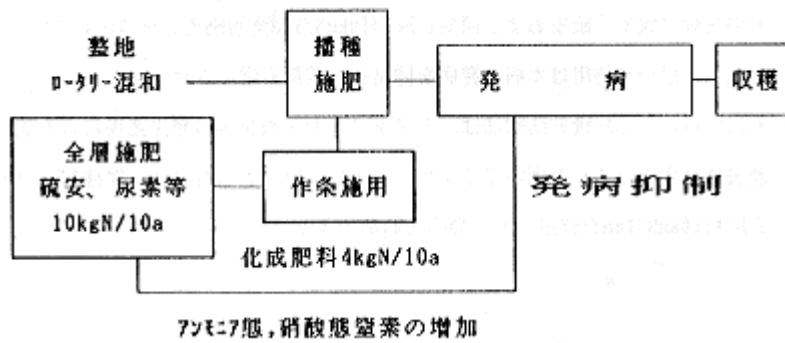 整地
ﾛｰﾀﾘｰ混和
播種
施肥
発病
収穫
全層施肥
硫安、尿素等
10kgN/10a
作条施用
発病抑制
化成肥料4kgN/10a
ｱﾝﾓﾆｱ態,硝酸態窒素の増加